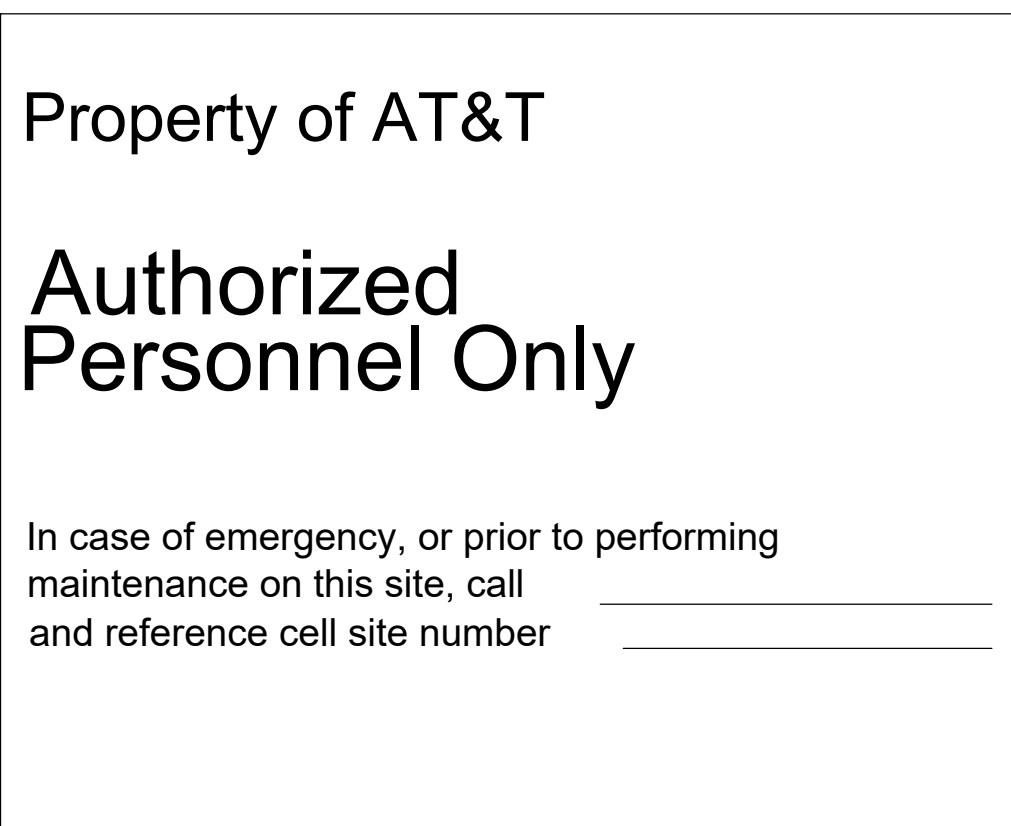 Property of AT&T
Authorized
Personnel Only
In case of emergency, or prior to performing
maintenance on this site, call
and reference cell site number